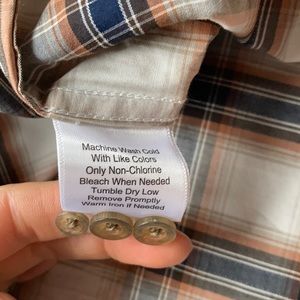 Machine Wash Cold
With Like Colors
Only Non-Chlorine
Bleach When Needed
Tumble Dry Low
Remove Promptly
Warm Iron if Needed